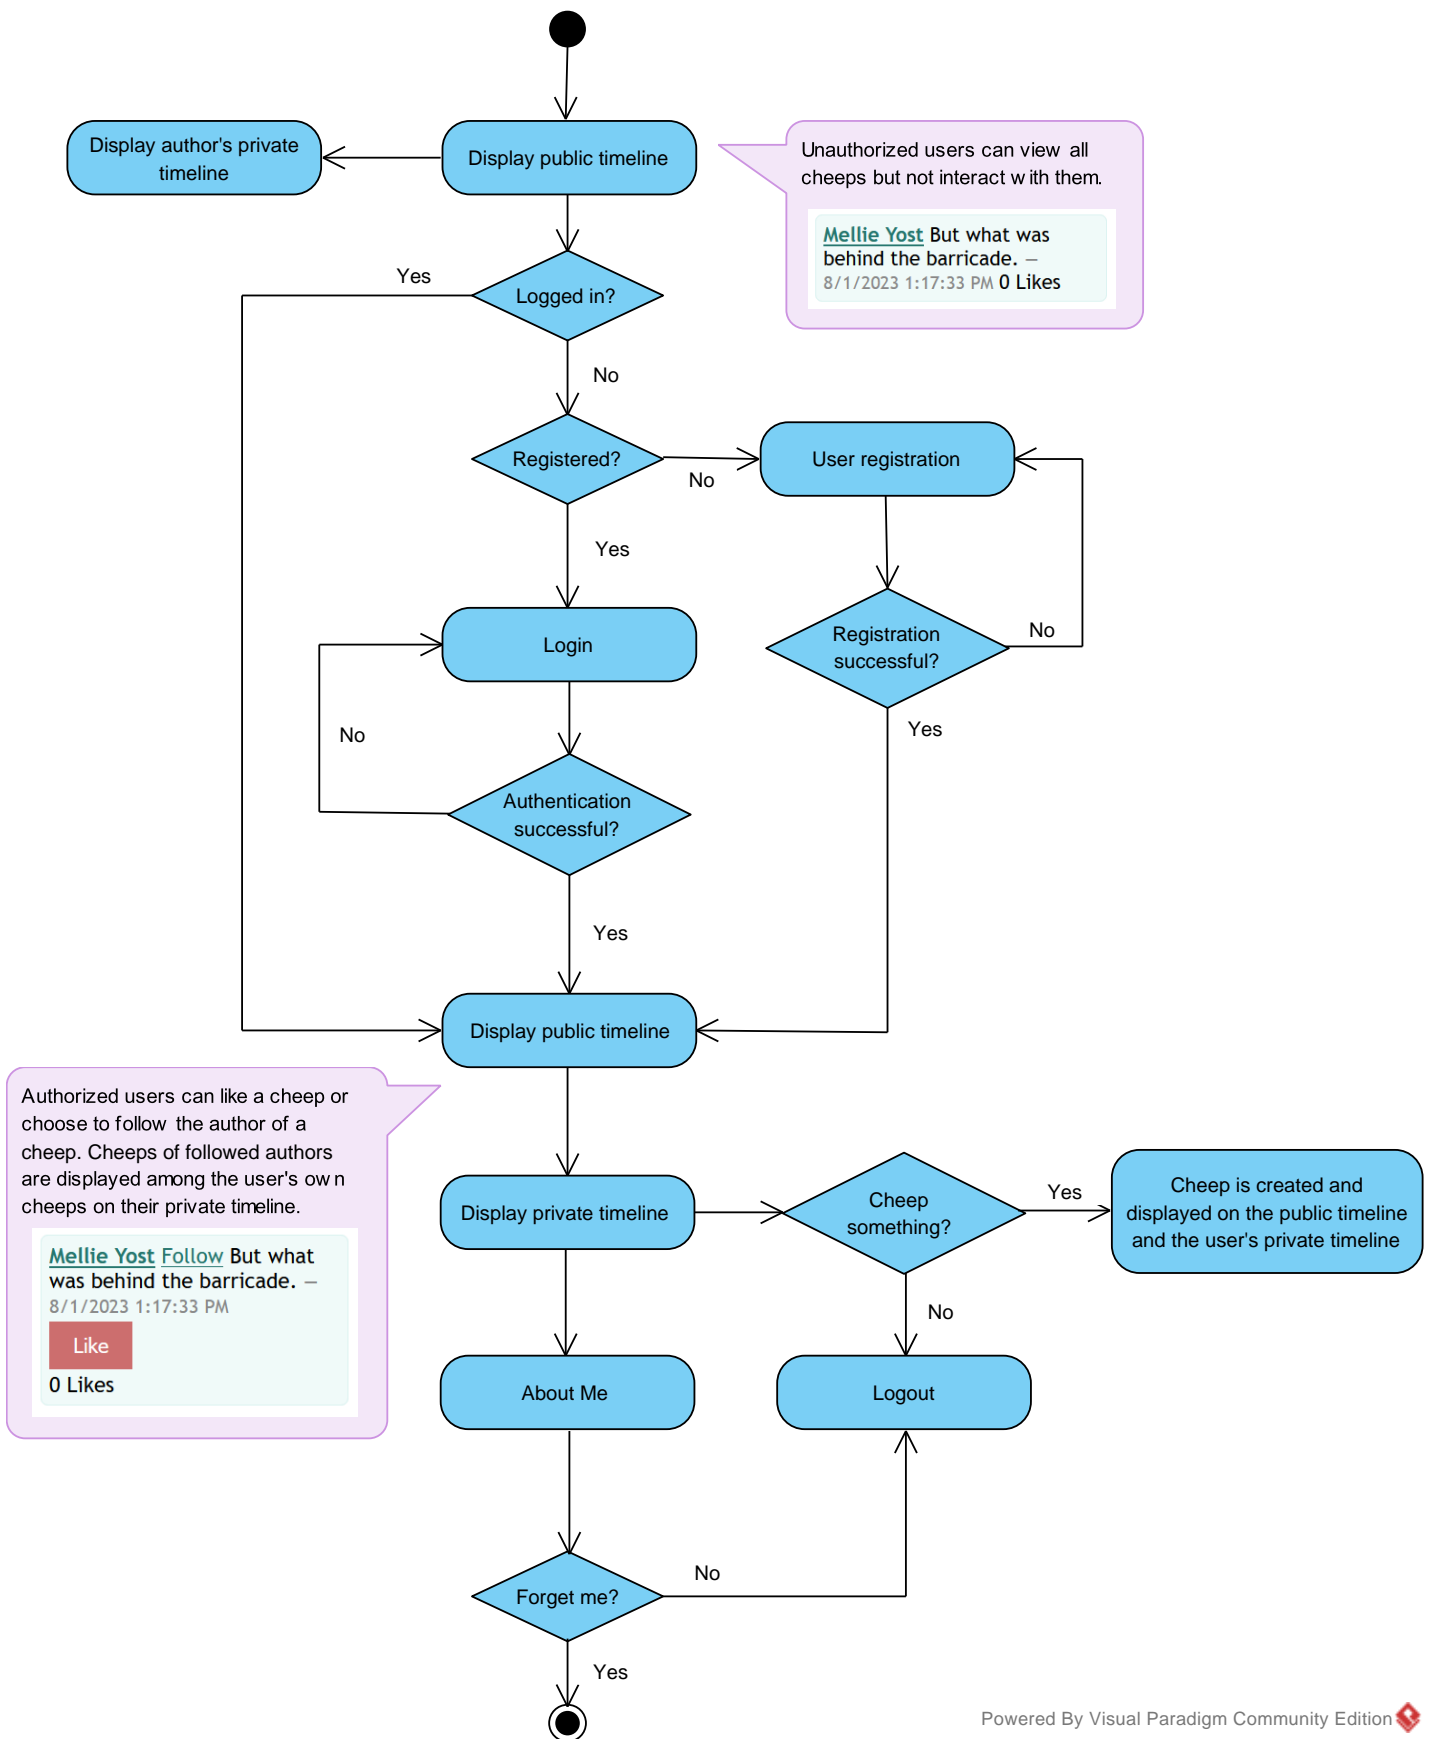 Display author's private
timeline
Display public timeline
Unauthorized users can view all
cheeps but not interact with them.
Mellie Yost But what was
behind the barricade. —
8/1/2023 1:17:33 PM 0 Likes
Yes
Logged in?
No
Registered?
No
User registration
Yes
Login
Registration
successful?
No
No
Yes
Authentication
successful?
Yes
Display public timeline
Authorized users can like a cheep or
choose to follow the author of a
cheep. Cheeps of followed authors
are displayed among the user's own
cheeps on their private timeline.
Mellie Yost Follow But what
was behind the barricade. —
8/1/2023 1:17:33 PM
Like
0 Likes
Display private timeline
Cheep
something?
Yes
Cheep is created and
displayed on the public timeline
and the user's private timeline
No
About Me
Logout
Forget me?
No
Yes
Powered By Visual Paradigm Community Edition